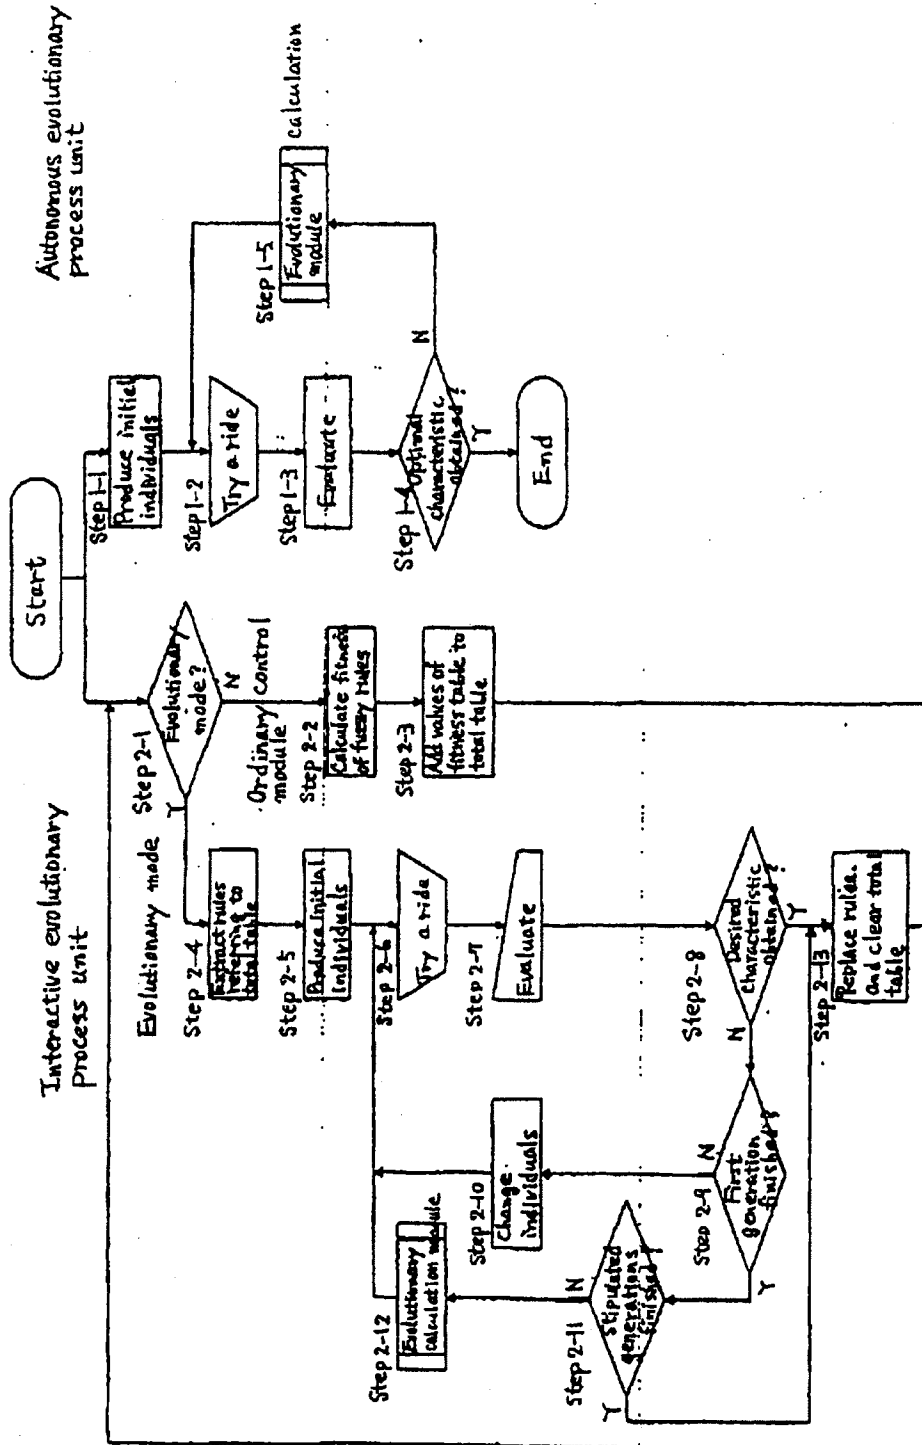 Start
Autonomous evolutionary
process unit
Step 1-1
Produce initial
individuals
Step 1-2
Try a ride
Step 1-3
Evaluate
Step 1-4
Optimal
characteristic
obtained?
N
Y
Step 1-5
Evolutionary
module
calculation
End
Interactive evolutionary
process unit
Step 2-1
Evolutionary
mode?
Y
N
Ordinary control
module
Step 2-2
Calculate fitness
of fuzzy rules
Step 2-3
Add values of
fitness table to
total table
Evolutionary mode
Step 2-4
Extract rules
referring to
total table
Step 2-5
Produce Initial
Individuals
Step 2-6
Try a ride
Step 2-7
Evaluate
Step 2-8
Desired
characteristic
obtained?
N
Y
Step 2-9
First
generation
finished?
N
Y
Step 2-10
Change
individuals
Step 2-11
Stipulated
generations
finished?
N
Y
Step 2-12
Evolutionary
calculation module
Step 2-13
Replace rules
and clear total
table